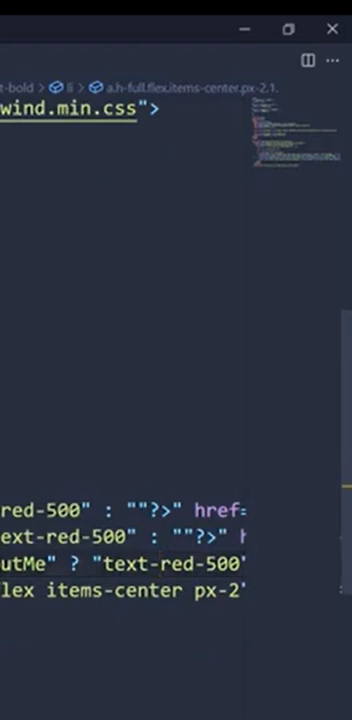 t-bold > li > a.h-full.flex.items-center.px-2.1.
wind.min.css">
red-500" : ""?>" href=
ext-red-500" : ""?>" h
utMe" ? "text-red-500"
lex items-center px-2"